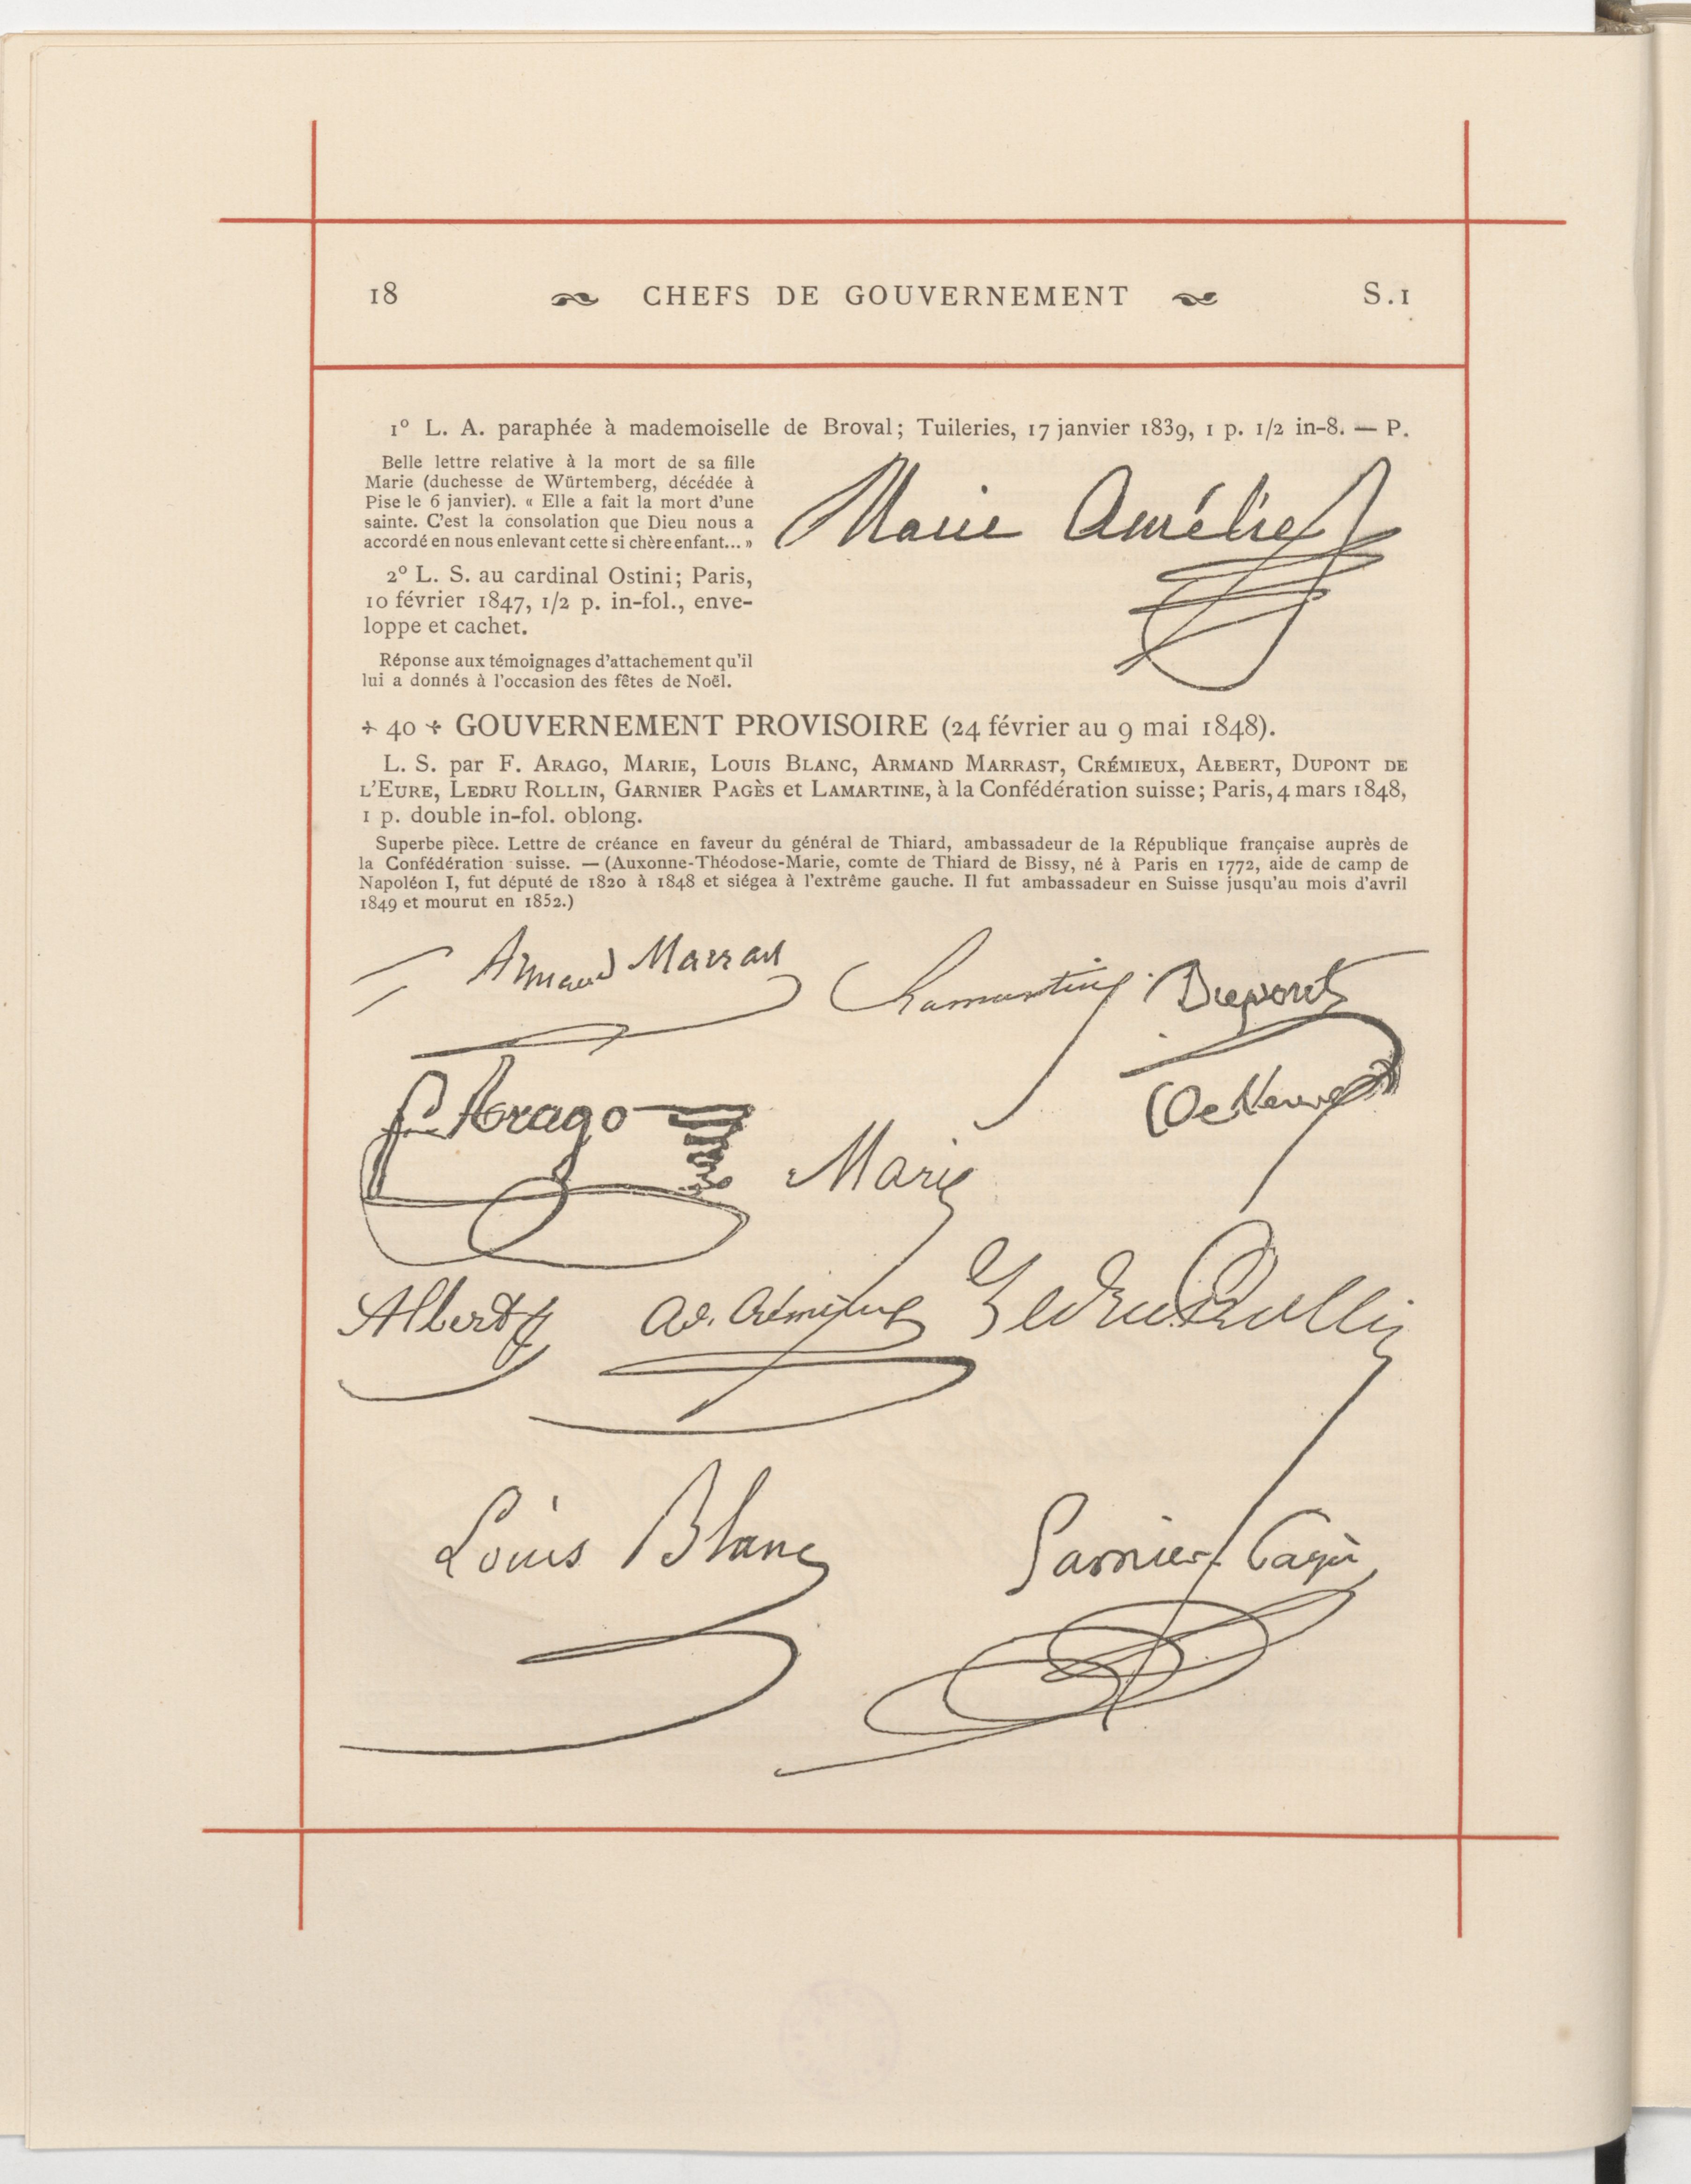 18 CHEFS DE GOUVERNEMENT S.1
1º L. A. paraphée à mademoiselle de Broval; Tuileries, 17 janvier 1839, 1 p. 1/2 in-8. — P.
Belle lettre relative à la mort de sa fille
Marie (duchesse de Würtemberg, décédée à
Pise le 6 janvier). « Elle a fait la mort d'une
sainte. C'est la consolation que Dieu nous a
accordé en nous enlevant cette si chère enfant... »
Marie Amélie
2º L. S. au cardinal Ostini; Paris,
10 février 1847, 1/2 p. in-fol., enve-
loppe et cachet.
Réponse aux témoignages d'attachement qu'il
lui a donnés à l'occasion des fêtes de Noël.
40 GOUVERNEMENT PROVISOIRE (24 février au 9 mai 1848).
L. S. par F. ARAGO, MARIE, LOUIS BLANC, ARMAND MARRAST, CRÉMIEUX, ALBERT, DUPONT DE
L'EURE, LEDRU ROLLIN, GARNIER PAGÈS et LAMARTINE, à la Confédération suisse; Paris, 4 mars 1848,
1 p. double in-fol. oblong.
Superbe pièce. Lettre de créance en faveur du général de Thiard, ambassadeur de la République française auprès de
la Confédération suisse. — (Auxonne-Théodose-Marie, comte de Thiard de Bissy, né à Paris en 1772, aide de camp de
Napoléon I, fut député de 1820 à 1848 et siégea à l'extrême gauche. Il fut ambassadeur en Suisse jusqu'au mois d'avril
1849 et mourut en 1852.)
Armand Marrast Lamartine Dupont
(De l'Eure)
F. Arago
Marie
Albert Ad. Crémieux Ledru Rollin
Louis Blanc Garnier Pagès